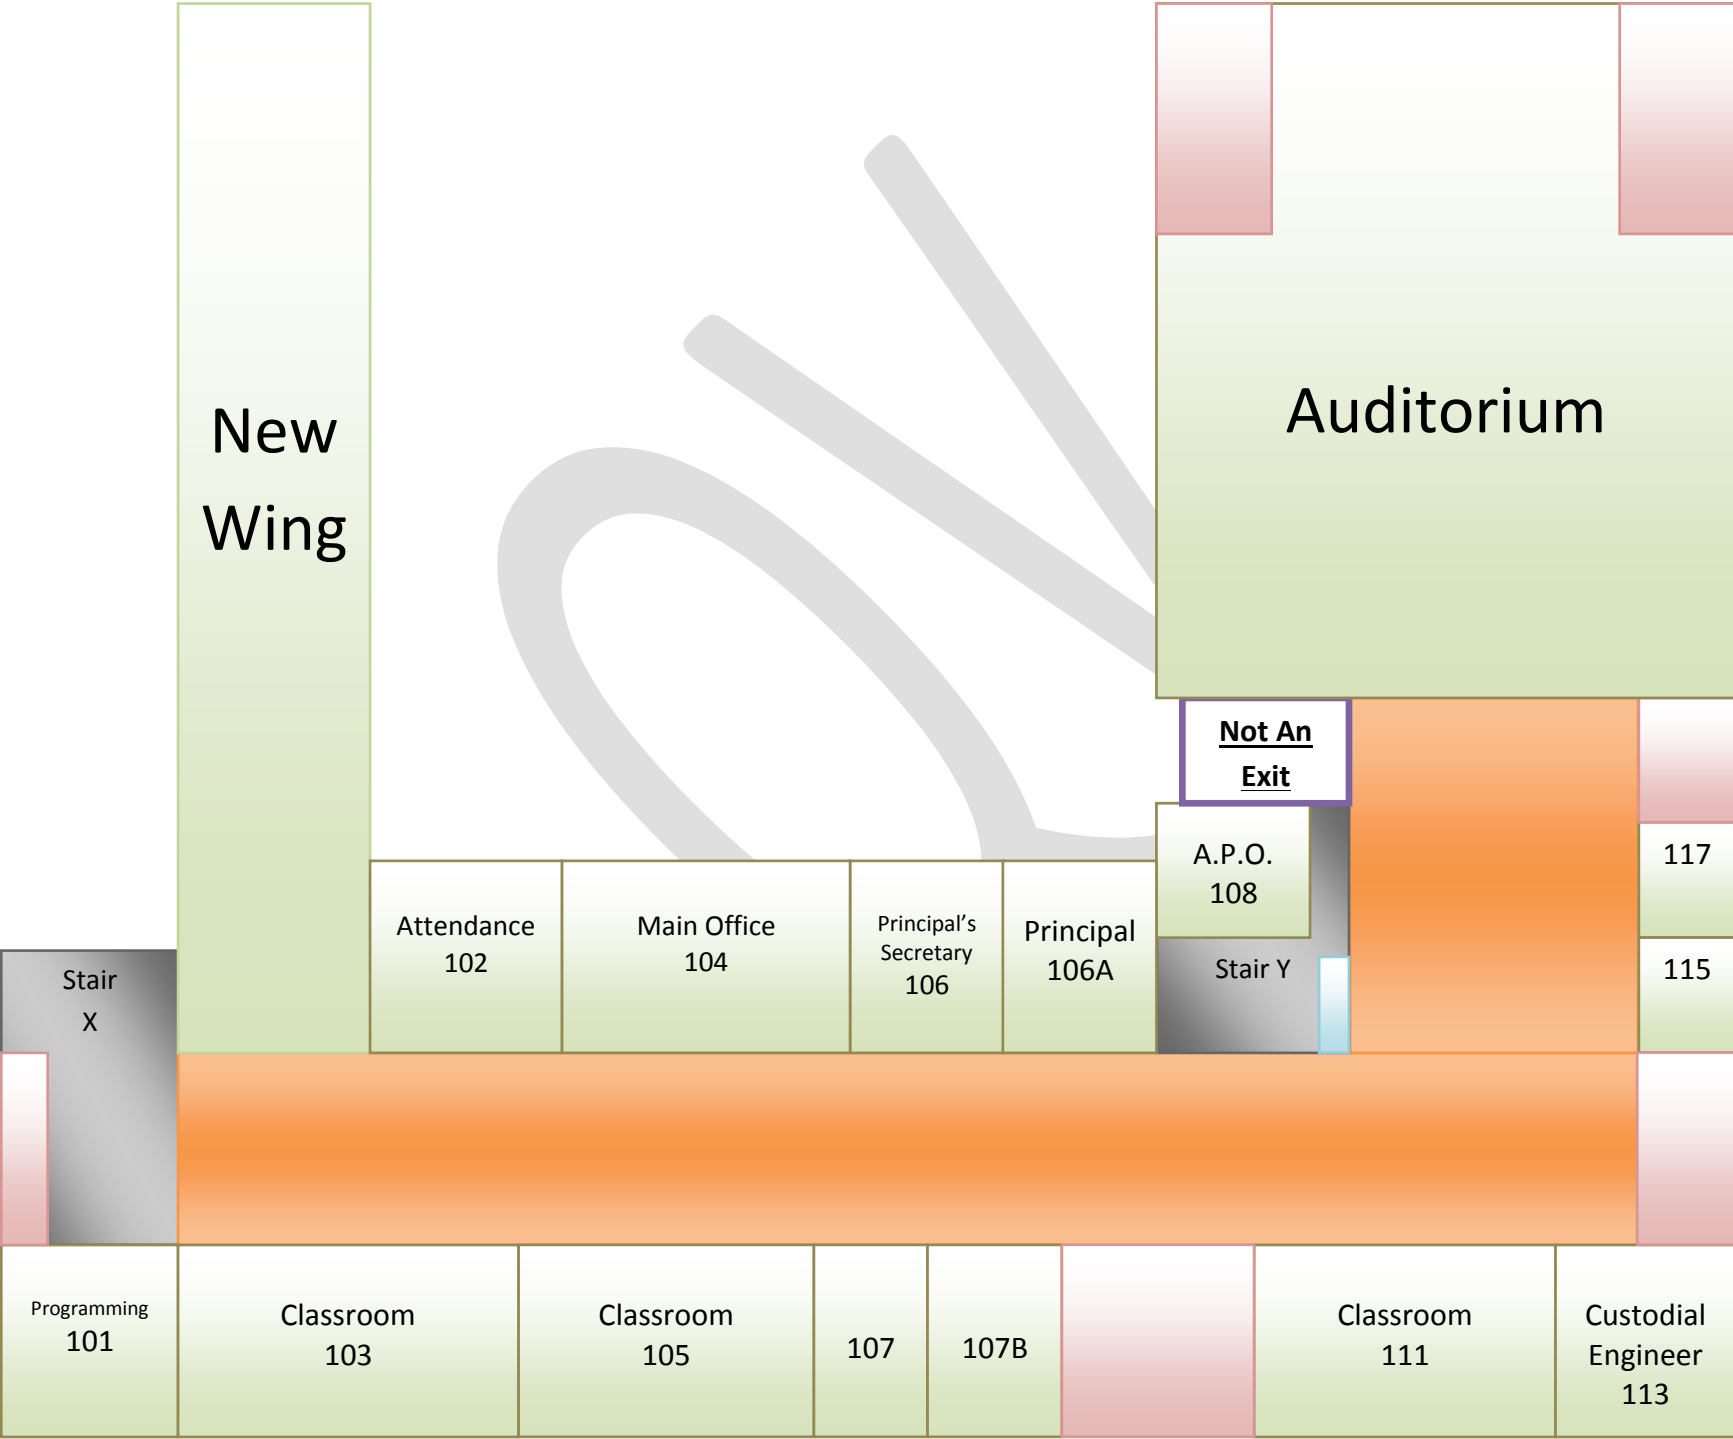 New
Wing
Auditorium
Not An
Exit
A.P.O.
108
117
Attendance
102
Main Office
104
Principal's
Secretary
106
Principal
106A
Stair Y
115
Stair
X
Programming
101
Classroom
103
Classroom
105
107
107B
Classroom
111
Custodial
Engineer
113